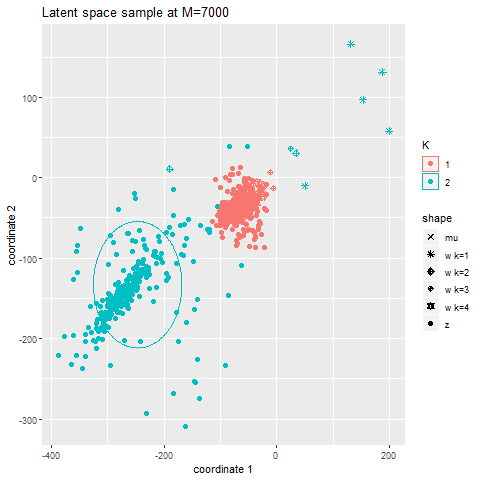 Latent space sample at M=7000
100
0
-100
-200
-300
coordinate 2
-400
-200
0
200
coordinate 1
K
1
2
shape
mu
w k=1
w k=2
w k=3
w k=4
z